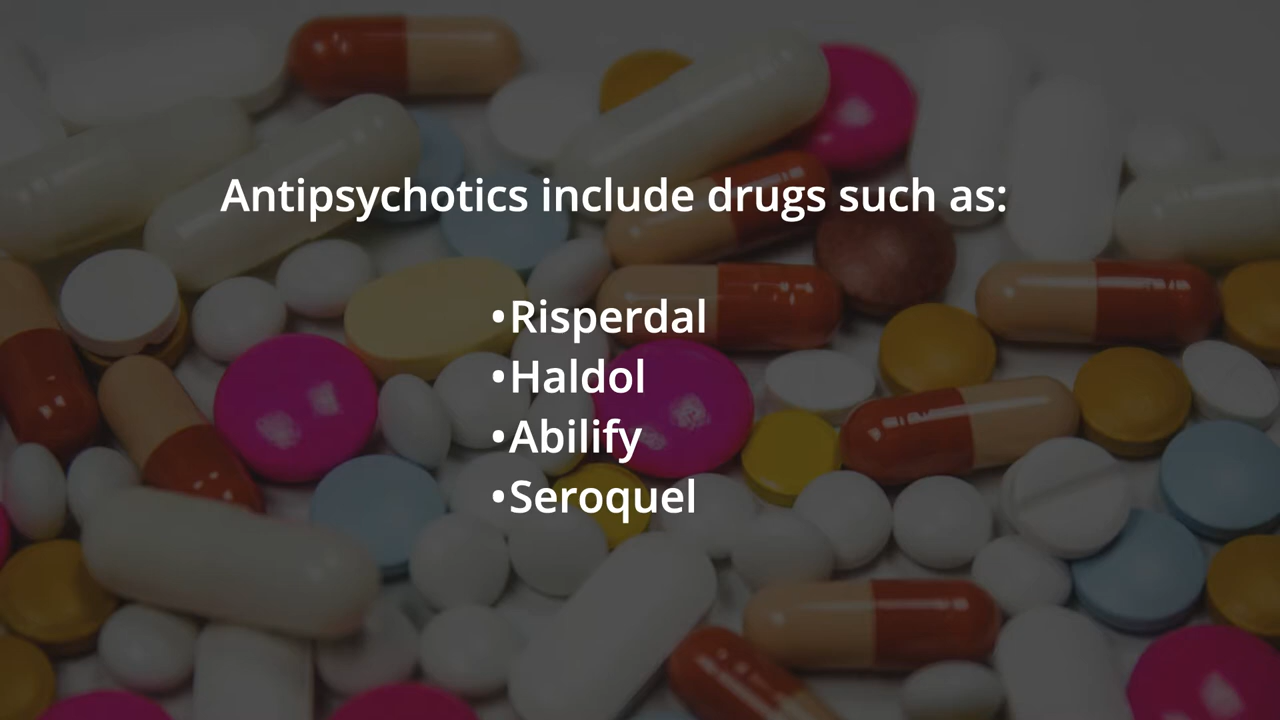 Antipsychotics include drugs such as:
•Risperdal
•Haldol
•Abilify
•Seroquel